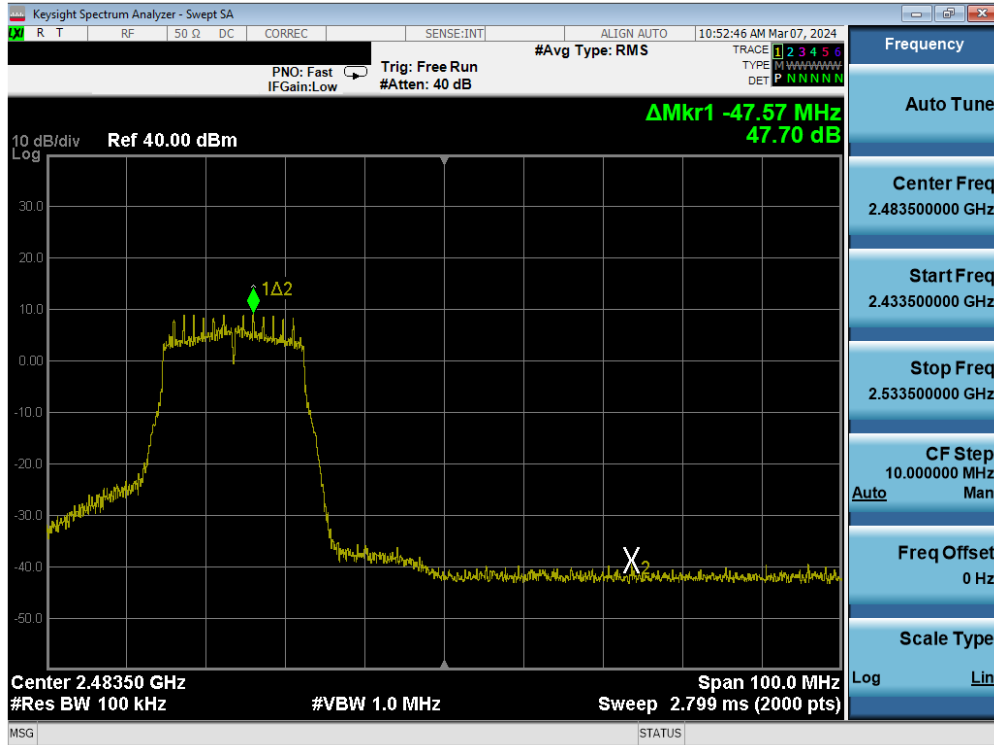 Keysight Spectrum Analyzer - Swept SA
LXI R T RF 50 Ω DC CORREC SENSE:INT ALIGN AUTO 10:52:46 AM Mar 07, 2024
#Avg Type: RMS
TRACE 1 2 3 4 5 6
PNO: Fast Trig: Free Run
TYPE M W W W W W
IFGain:Low #Atten: 40 dB
DET P N N N N N
ΔMkr1 -47.57 MHz
47.70 dB
10 dB/div Ref 40.00 dBm
Log
30.0
20.0
1Δ2
10.0
0.00
-10.0
-20.0
-30.0
-40.0
X2
-50.0
Center 2.48350 GHz Span 100.0 MHz
#Res BW 100 kHz #VBW 1.0 MHz Sweep 2.799 ms (2000 pts)
MSG STATUS
Frequency
Auto Tune
Center Freq
2.483500000 GHz
Start Freq
2.433500000 GHz
Stop Freq
2.533500000 GHz
CF Step
10.000000 MHz
Auto Man
Freq Offset
0 Hz
Scale Type
Log Lin